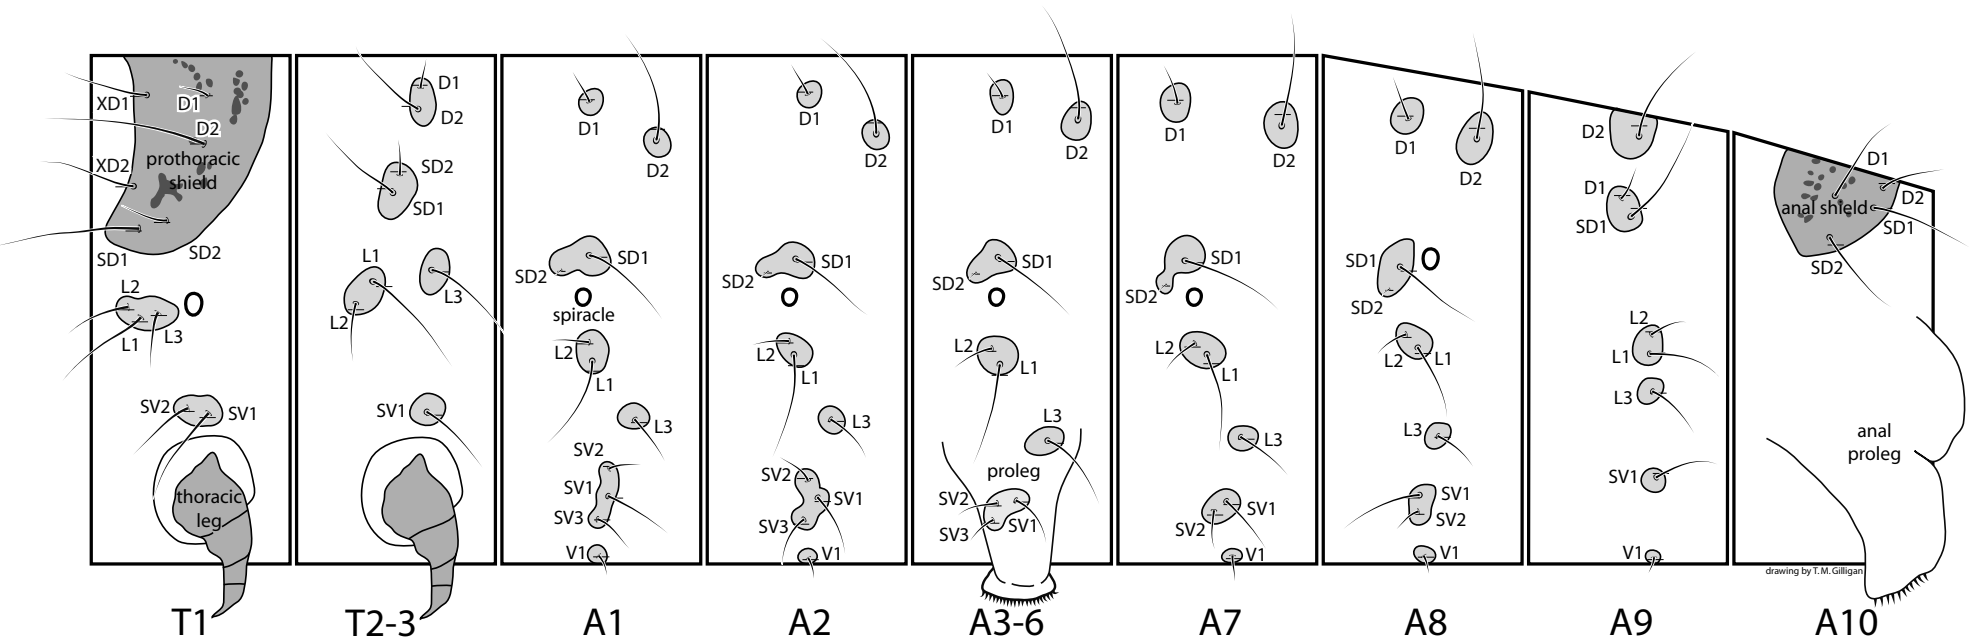 XD1
D1
D2
XD2
prothoracic
shield
SD1
SD2
L2
L1
L3
SV2
SV1
thoracic
leg
T1
D1
D2
SD2
SD1
L1
L3
L2
SV1
T2-3
D1
D2
SD1
SD2
spiracle
L2
L1
L3
SV2
SV1
SV3
V1
A1
D1
D2
SD1
SD2
L2
L1
L3
SV2
SV1
SV3
V1
A2
D1
D2
SD1
SD2
L2
L1
L3
proleg
SV2
SV1
SV3
A3-6
D1
D2
SD1
SD2
L2
L1
L3
SV1
SV2
V1
A7
D1
D2
SD1
SD2
L2
L1
L3
SV1
SV2
V1
A8
D2
D1
SD1
L2
L1
L3
SV1
V1
A9
D1
D2
anal shield
SD1
SD2
anal
proleg
drawing by T. M. Gilligan
A10